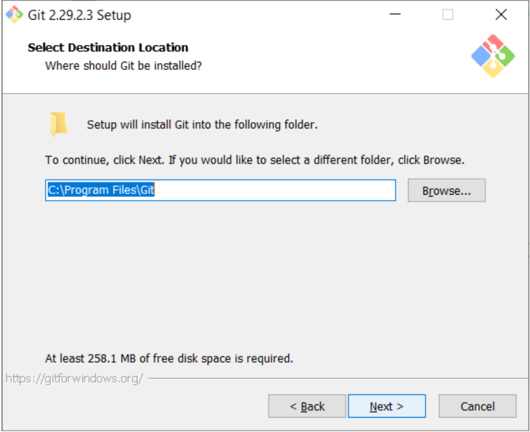 Git 2.29.2.3 Setup
Select Destination Location
Where should Git be installed?
Setup will install Git into the following folder.
To continue, click Next. If you would like to select a different folder, click Browse.
C:\Program Files\Git
Browse...
At least 258.1 MB of free disk space is required.
https://gitforwindows.org/
< Back
Next >
Cancel